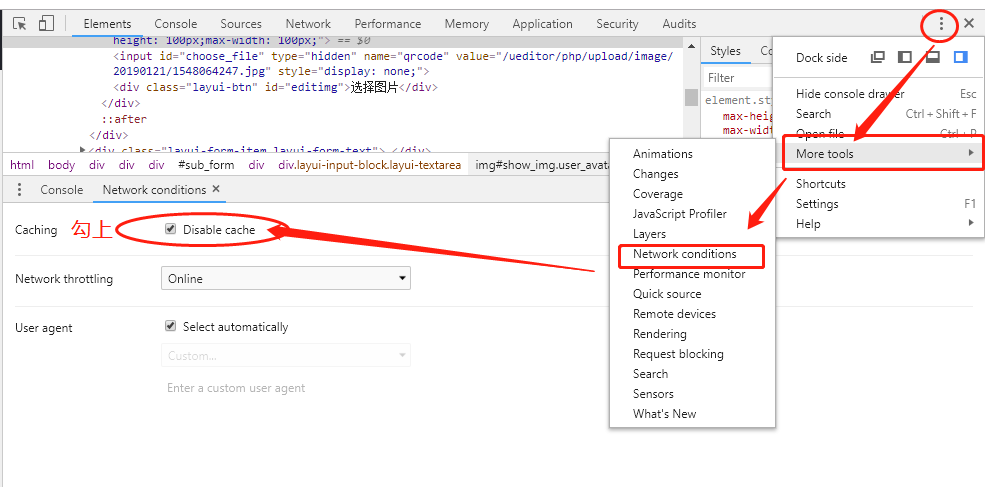 Elements Console Sources Network Performance Memory Application Security Audits
height: 100px;max-width: 100px;"> == $0
<input id="choose_file" type="hidden" name="qrcode" value="/ueditor/php/upload/image/
20190121/1548064247.jpg" style="display: none;">
<div class="layui-btn" id="editimg">选择图片</div>
</div>
::after
</div>
<div class="layui-form-item layui-form-text"> </div>
html body div div #sub_form div div.layui-input-block.layui-textarea img#show_img.user_avata
Styles
Filter
element.st
max-heig
max-widt
Dock side
Hide console drawer Esc
Search Ctrl + Shift + F
Open file Ctrl + P
More tools
Shortcuts
Settings F1
Help
Animations
Changes
Coverage
JavaScript Profiler
Layers
Network conditions
Performance monitor
Quick source
Remote devices
Rendering
Request blocking
Search
Sensors
What's New
Console Network conditions
Caching 勾上 Disable cache
Network throttling Online
User agent Select automatically
Custom...
Enter a custom user agent